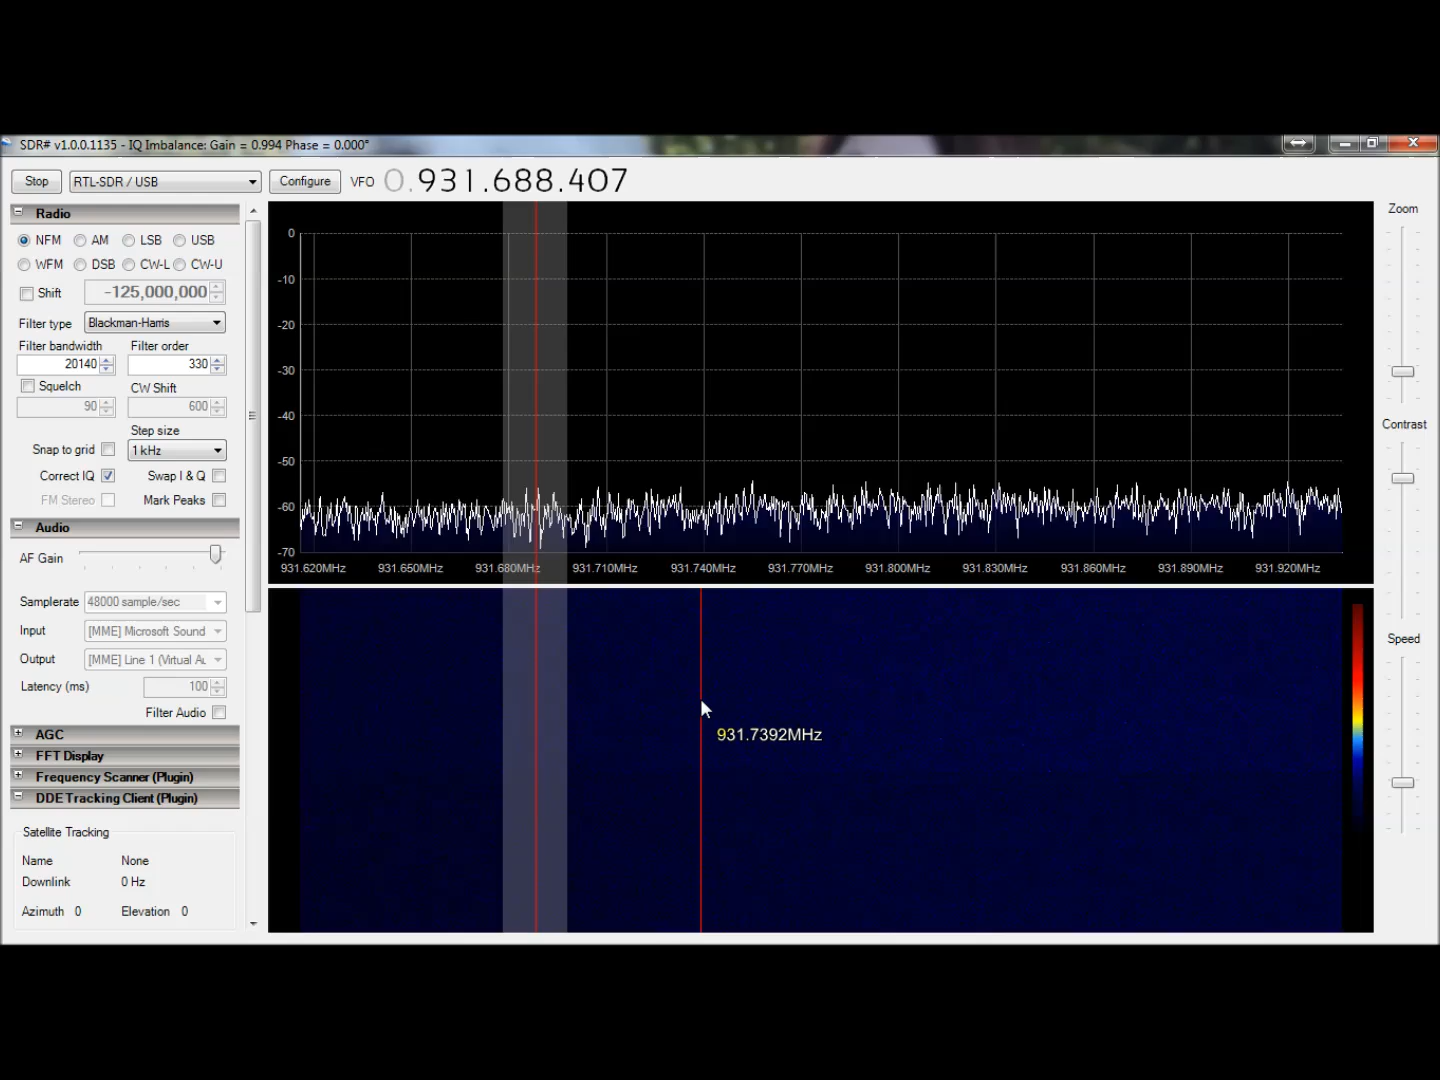 SDR# v1.0.0.1135 - IQ Imbalance: Gain = 0.994 Phase = 0.000°
Stop RTL-SDR / USB Configure VFO 0.931.688.407
Radio
NFM AM LSB USB
WFM DSB CW-L CW-U
Shift -125,000,000
Filter type Blackman-Harris
Filter bandwidth Filter order
20140 330
Squelch CW Shift
90 600
Step size
Snap to grid 1 kHz
Correct IQ Swap I & Q
FM Stereo Mark Peaks
Audio
AF Gain
Samplerate 48000 sample/sec
Input [MME] Microsoft Sound
Output [MME] Line 1 (Virtual Au
Latency (ms) 100
Filter Audio
AGC
FFT Display
Frequency Scanner (Plugin)
DDE Tracking Client (Plugin)
Satellite Tracking
Name None
Downlink 0 Hz
Azimuth 0 Elevation 0
0
-10
-20
-30
-40
-50
-60
-70
931.620MHz 931.650MHz 931.680MHz 931.710MHz 931.740MHz 931.770MHz 931.800MHz 931.830MHz 931.860MHz 931.890MHz 931.920MHz
931.7392MHz
Zoom
Contrast
Speed